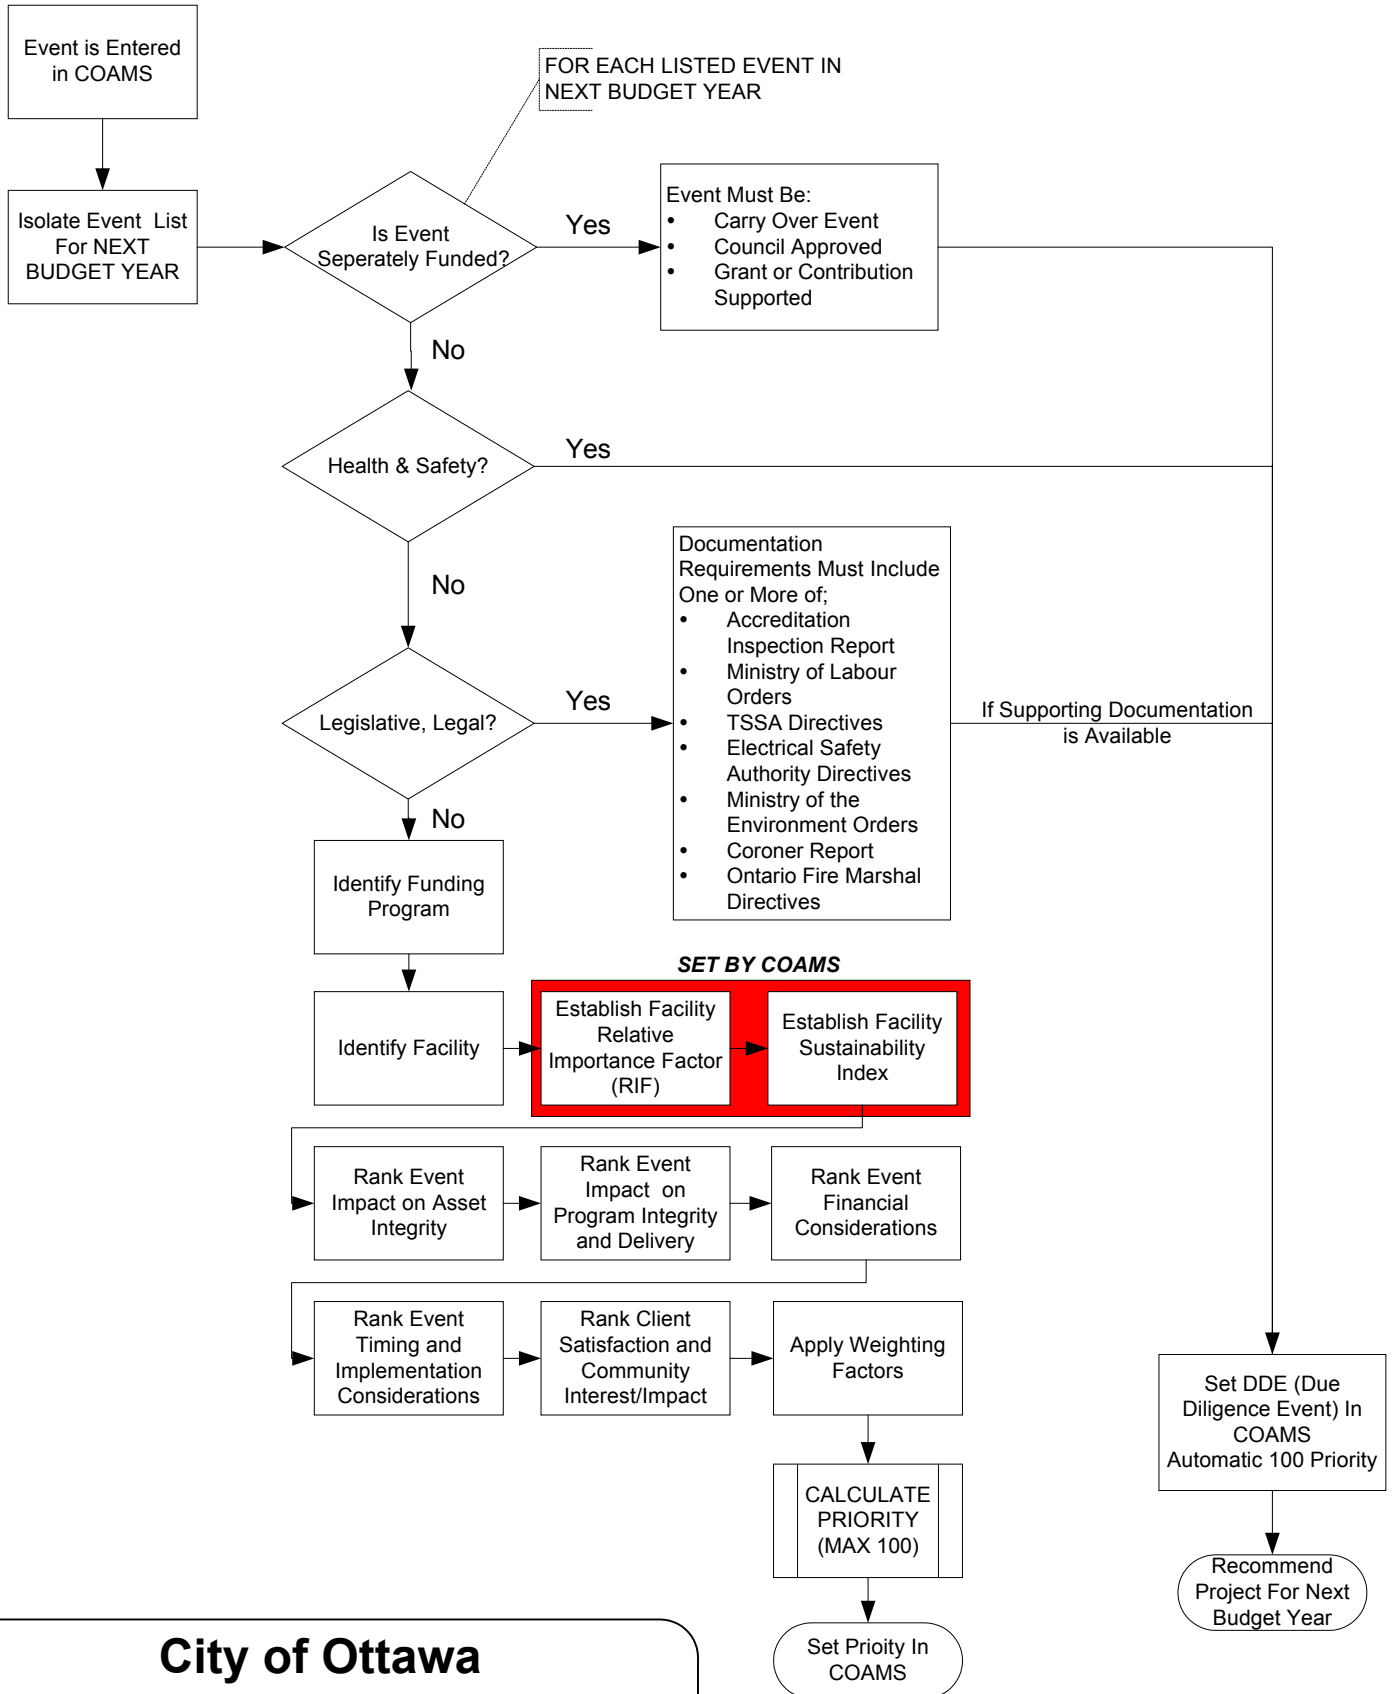 Event is Entered
in COAMS
FOR EACH LISTED EVENT IN
NEXT BUDGET YEAR
Isolate Event List
For NEXT
BUDGET YEAR
Is Event
Seperately Funded?
Yes
Event Must Be:
• Carry Over Event
• Council Approved
• Grant or Contribution
Supported
No
Health & Safety?
Yes
No
Legislative, Legal?
Yes
Documentation
Requirements Must Include
One or More of;
• Accreditation
Inspection Report
• Ministry of Labour
Orders
• TSSA Directives
• Electrical Safety
Authority Directives
• Ministry of the
Environment Orders
• Coroner Report
• Ontario Fire Marshal
Directives
If Supporting Documentation
is Available
No
Identify Funding
Program
SET BY COAMS
Identify Facility
Establish Facility
Relative
Importance Factor
(RIF)
Establish Facility
Sustainability
Index
Rank Event
Impact on Asset
Integrity
Rank Event
Impact on
Program Integrity
and Delivery
Rank Event
Financial
Considerations
Rank Event
Timing and
Implementation
Considerations
Rank Client
Satisfaction and
Community
Interest/Impact
Apply Weighting
Factors
Set DDE (Due
Diligence Event) In
COAMS
Automatic 100 Priority
CALCULATE
PRIORITY
(MAX 100)
Recommend
Project For Next
Budget Year
Set Prioity In
COAMS
City of Ottawa